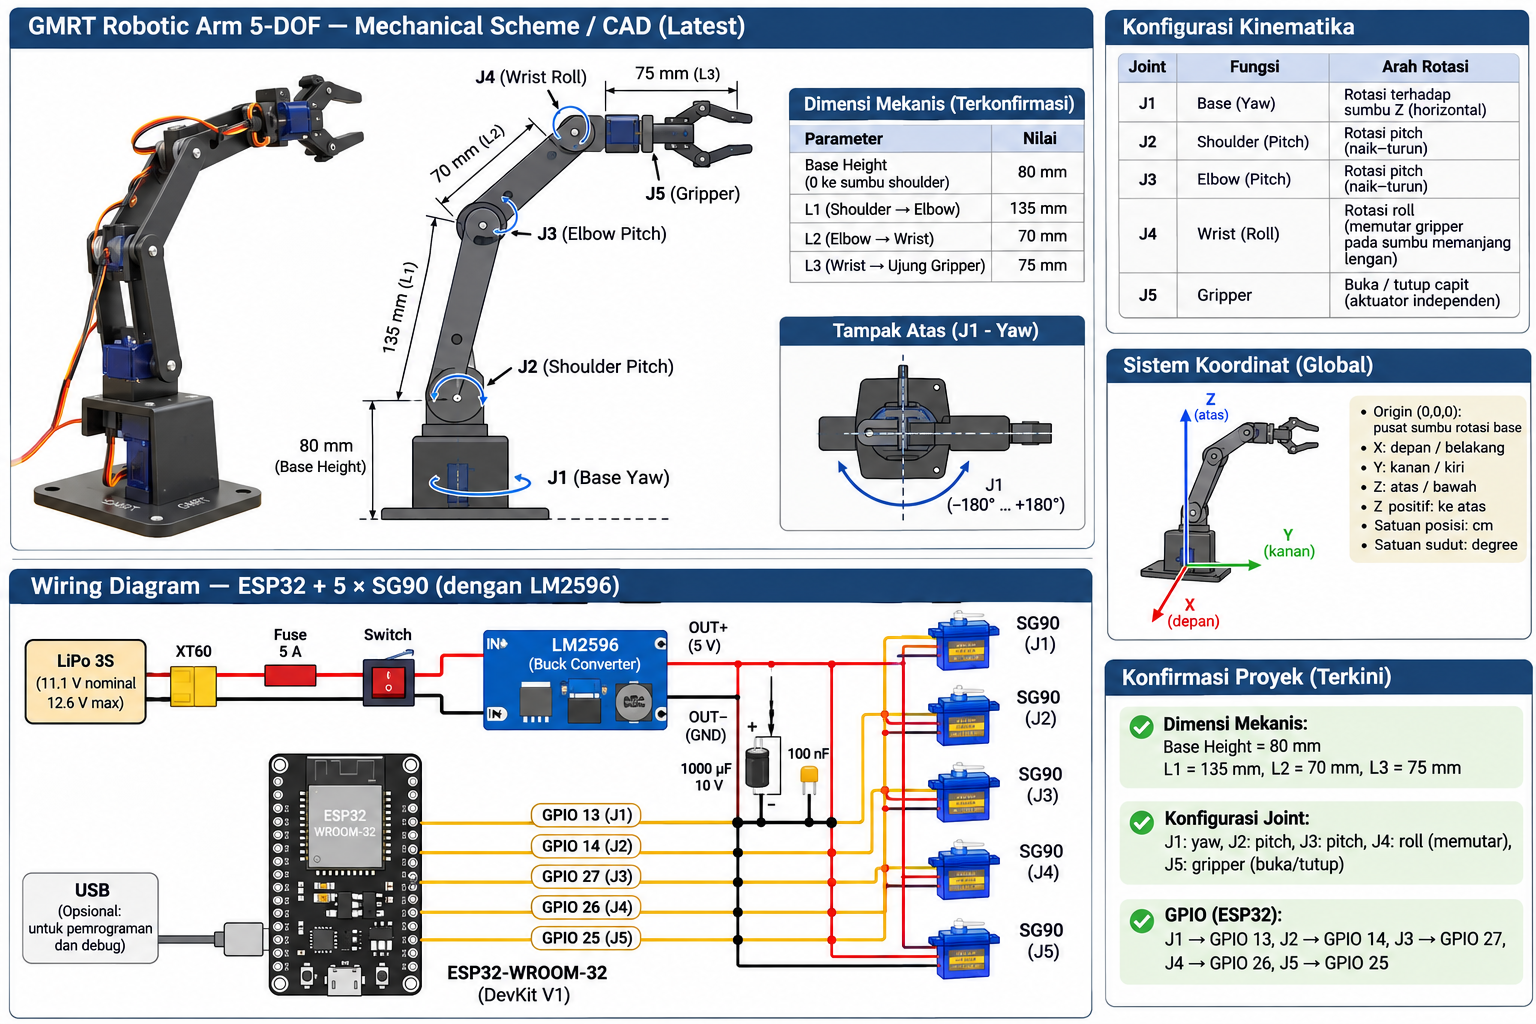 GMRT Robotic Arm 5-DOF — Mechanical Scheme / CAD (Latest)
GMRT
GMRT
J4 (Wrist Roll)
75 mm (L3)
70 mm (L2)
J5 (Gripper)
J3 (Elbow Pitch)
135 mm (L1)
J2 (Shoulder Pitch)
80 mm
(Base Height)
J1 (Base Yaw)
Dimensi Mekanis (Terkonfirmasi)
Parameter Nilai
Base Height
(0 ke sumbu shoulder) 80 mm
L1 (Shoulder → Elbow) 135 mm
L2 (Elbow → Wrist) 70 mm
L3 (Wrist → Ujung Gripper) 75 mm
Tampak Atas (J1 - Yaw)
J1
(−180° ... +180°)
Konfigurasi Kinematika
Joint Fungsi Arah Rotasi
J1 Base (Yaw) Rotasi terhadap
sumbu Z (horizontal)
J2 Shoulder (Pitch) Rotasi pitch
(naik–turun)
J3 Elbow (Pitch) Rotasi pitch
(naik–turun)
J4 Wrist (Roll) Rotasi roll
(memutar gripper
pada sumbu memanjang
lengan)
J5 Gripper Buka / tutup capit
(aktuator independen)
Sistem Koordinat (Global)
Z
(atas)
Y
(kanan)
X
(depan)
• Origin (0,0,0):
pusat sumbu rotasi base
• X: depan / belakang
• Y: kanan / kiri
• Z: atas / bawah
• Z positif: ke atas
• Satuan posisi: cm
• Satuan sudut: degree
Wiring Diagram — ESP32 + 5 × SG90 (dengan LM2596)
LiPo 3S
(11.1 V nominal
12.6 V max)
XT60
Fuse
5 A
Switch
LM2596
(Buck Converter)
OUT+
(5 V)
OUT−
(GND)
1000 µF
10 V
+
−
100 nF
SG90
(J1)
SG90
(J2)
SG90
(J3)
SG90
(J4)
SG90
(J5)
ESP32
WROOM-32
GPIO 13 (J1)
GPIO 14 (J2)
GPIO 27 (J3)
GPIO 26 (J4)
GPIO 25 (J5)
USB
(Opsional:
untuk pemrograman
dan debug)
ESP32-WROOM-32
(DevKit V1)
Konfirmasi Proyek (Terkini)
Dimensi Mekanis:
Base Height = 80 mm
L1 = 135 mm, L2 = 70 mm, L3 = 75 mm
Konfigurasi Joint:
J1: yaw, J2: pitch, J3: pitch, J4: roll (memutar),
J5: gripper (buka/tutup)
GPIO (ESP32):
J1 → GPIO 13, J2 → GPIO 14, J3 → GPIO 27,
J4 → GPIO 26, J5 → GPIO 25